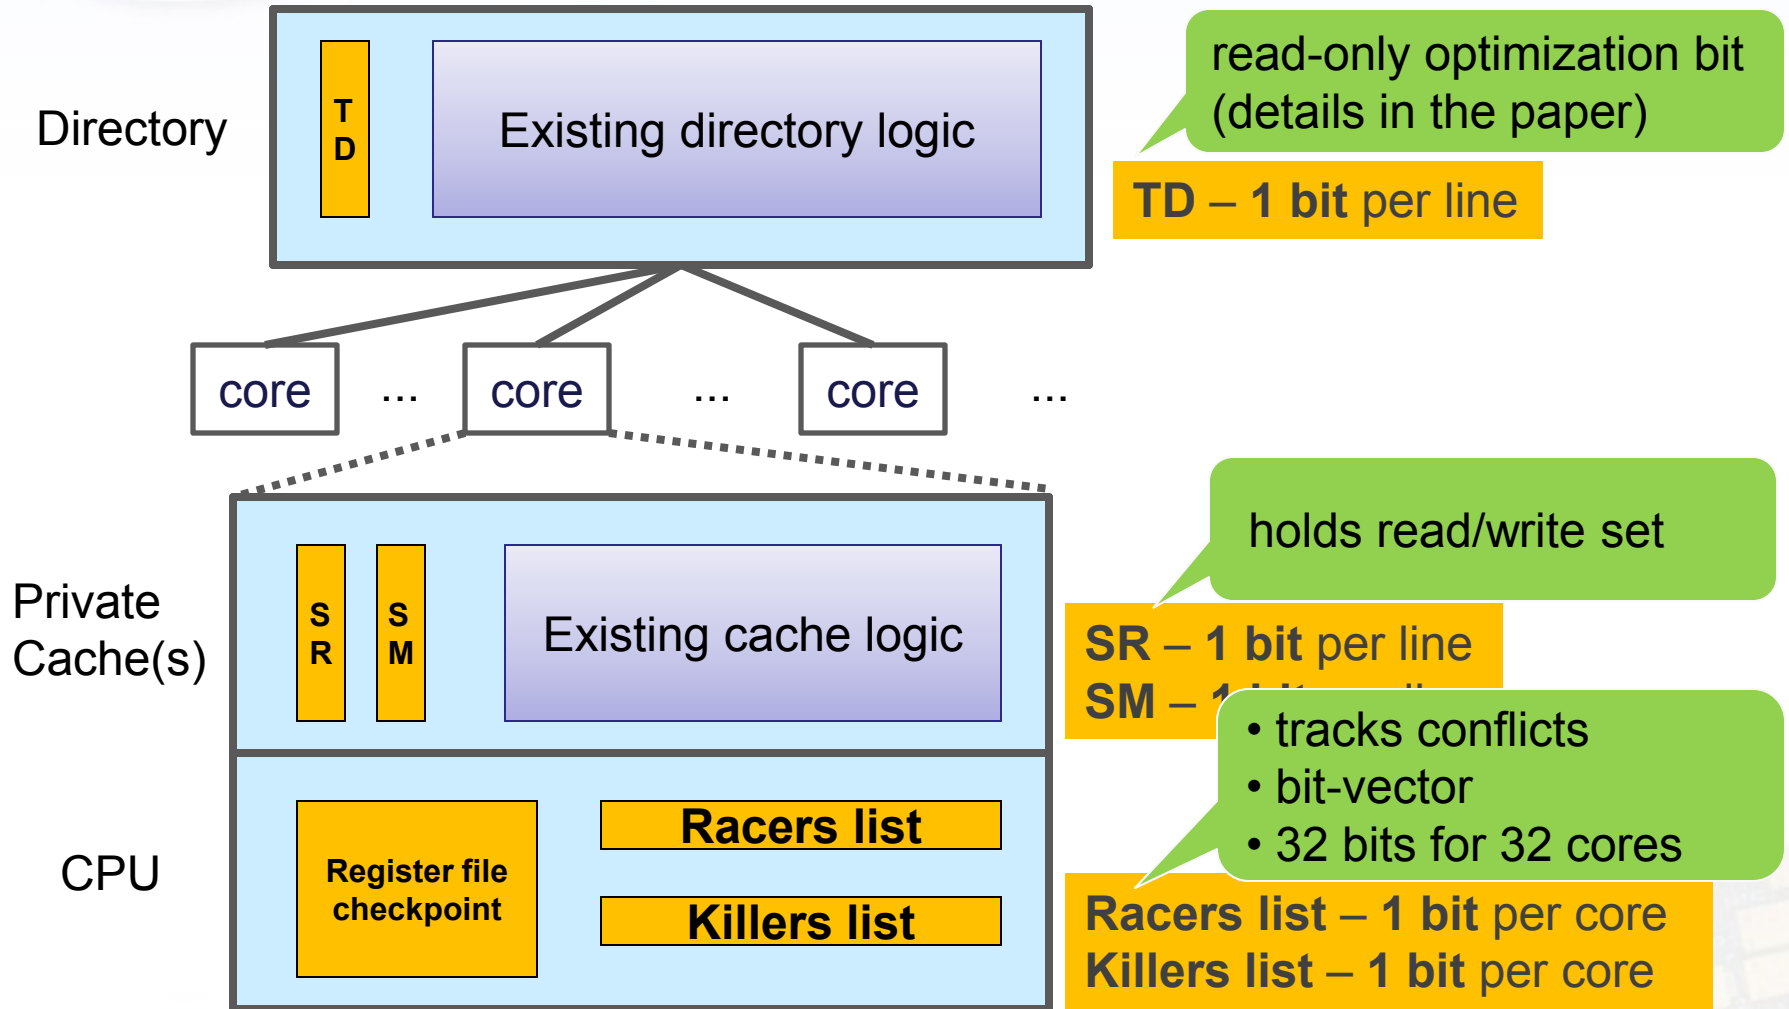 Directory
T
D
Existing directory logic
read-only optimization bit
(details in the paper)
TD – 1 bit per line
core
...
core
...
core
...
Private
Cache(s)
S
R
S
M
Existing cache logic
holds read/write set
SR – 1 bit per line
SM – 1
• tracks conflicts
• bit-vector
• 32 bits for 32 cores
CPU
Register file
checkpoint
Racers list
Killers list
Racers list – 1 bit per core
Killers list – 1 bit per core